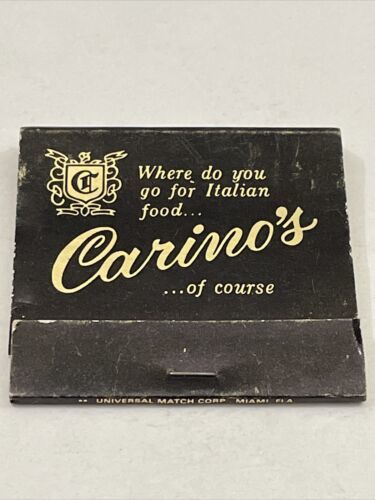 C
Where do you
go for Italian
food...
Carino's
...of course
UNIVERSAL MATCH CORP. MIAMI, FLA